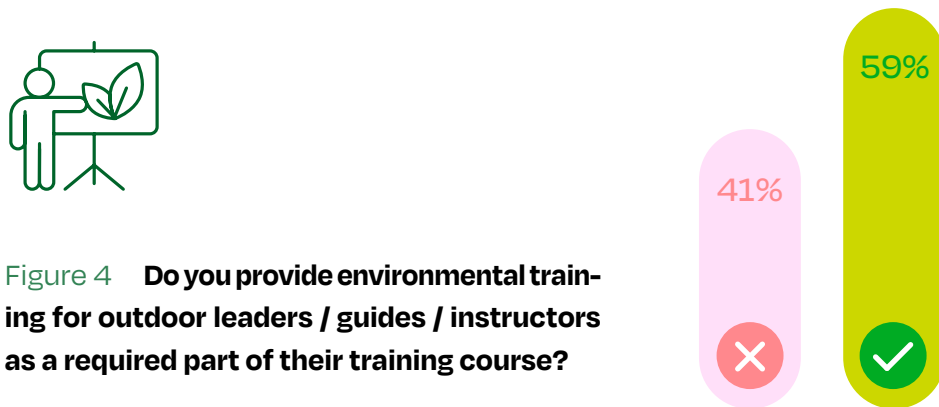 59%
41%
Figure 4 Do you provide environmental train-
ing for outdoor leaders / guides / instructors
as a required part of their training course?